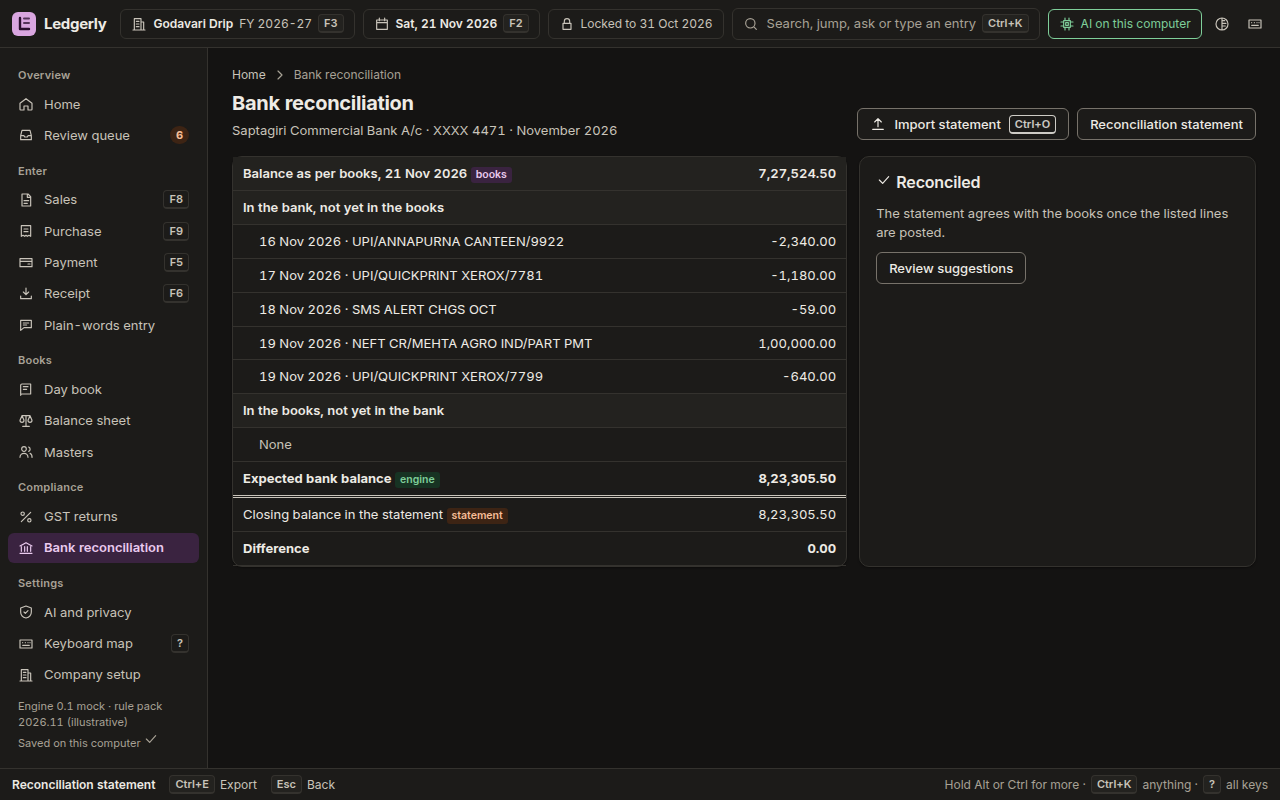 Ledgerly
Godavari Drip FY 2026-27 F3
Sat, 21 Nov 2026 F2
Locked to 31 Oct 2026
Search, jump, ask or type an entry Ctrl+K
AI on this computer
Overview
Home
Review queue 6
Enter
Sales F8
Purchase F9
Payment F5
Receipt F6
Plain-words entry
Books
Day book
Balance sheet
Masters
Compliance
GST returns
Bank reconciliation
Settings
AI and privacy
Keyboard map ?
Company setup
Engine 0.1 mock · rule pack
2026.11 (illustrative)
Saved on this computer
Home > Bank reconciliation
Bank reconciliation
Saptagiri Commercial Bank A/c · XXXX 4471 · November 2026
Import statement Ctrl+O
Reconciliation statement
Balance as per books, 21 Nov 2026 books 7,27,524.50
In the bank, not yet in the books
16 Nov 2026 · UPI/ANNAPURNA CANTEEN/9922 -2,340.00
17 Nov 2026 · UPI/QUICKPRINT XEROX/7781 -1,180.00
18 Nov 2026 · SMS ALERT CHGS OCT -59.00
19 Nov 2026 · NEFT CR/MEHTA AGRO IND/PART PMT 1,00,000.00
19 Nov 2026 · UPI/QUICKPRINT XEROX/7799 -640.00
In the books, not yet in the bank
None
Expected bank balance engine 8,23,305.50
Closing balance in the statement statement 8,23,305.50
Difference 0.00
Reconciled
The statement agrees with the books once the listed lines
are posted.
Review suggestions
Reconciliation statement Ctrl+E Export Esc Back
Hold Alt or Ctrl for more · Ctrl+K anything · ? all keys